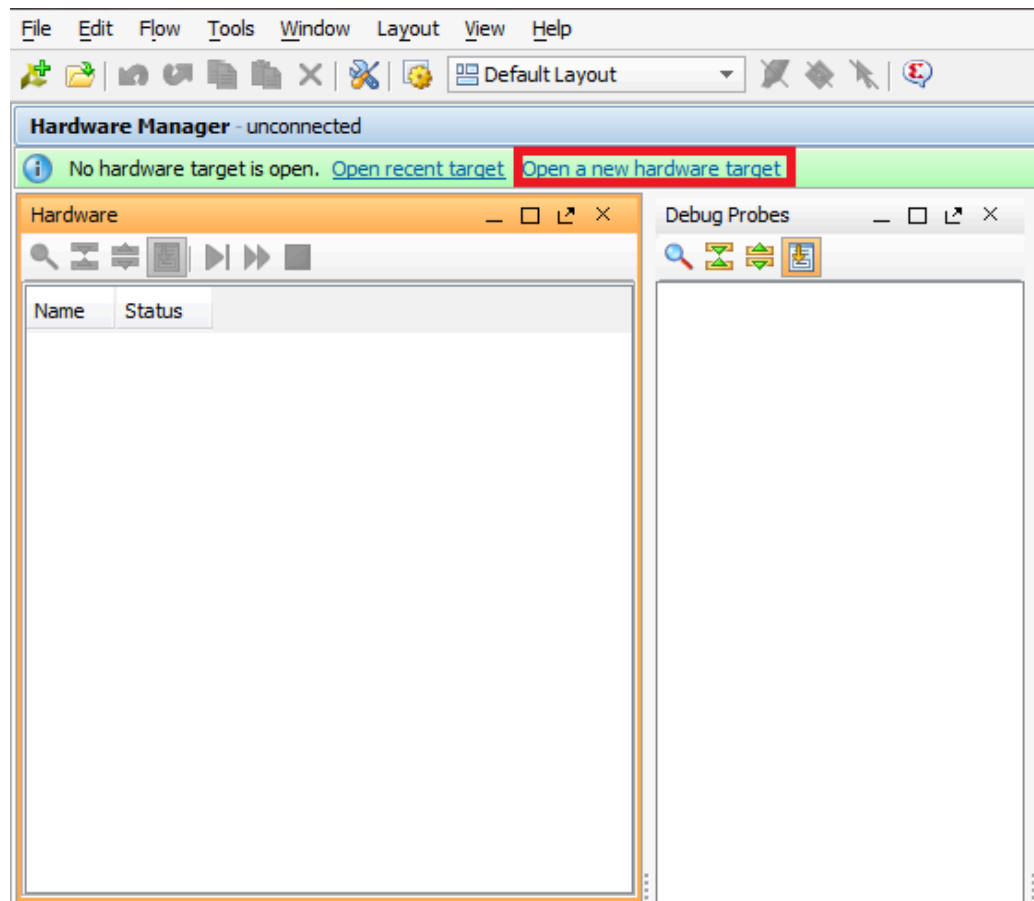 File Edit Flow Tools Window Layout View Help
Default Layout
Hardware Manager - unconnected
No hardware target is open. Open recent target Open a new hardware target
Hardware
Debug Probes
Name Status